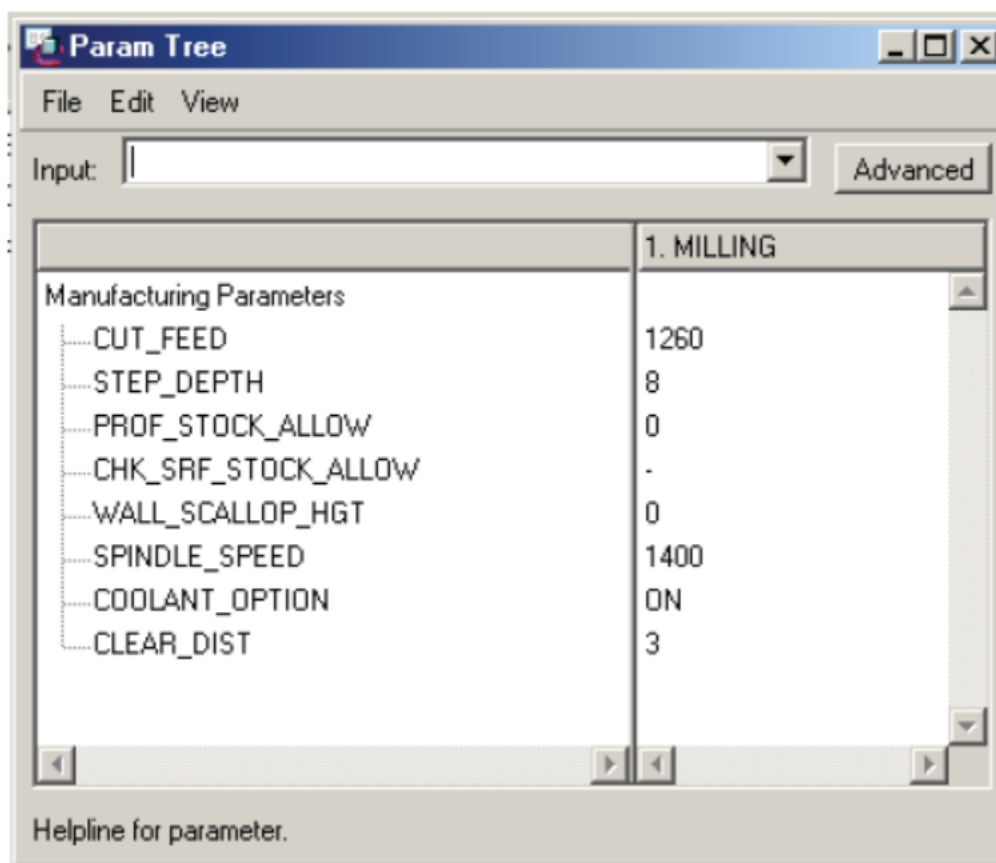 Param Tree
File Edit View
Input: Advanced
1. MILLING
Manufacturing Parameters
CUT_FEED 1260
STEP_DEPTH 8
PROF_STOCK_ALLOW 0
CHK_SRF_STOCK_ALLOW -
WALL_SCALLOP_HGT 0
SPINDLE_SPEED 1400
COOLANT_OPTION ON
CLEAR_DIST 3
Helpline for parameter.